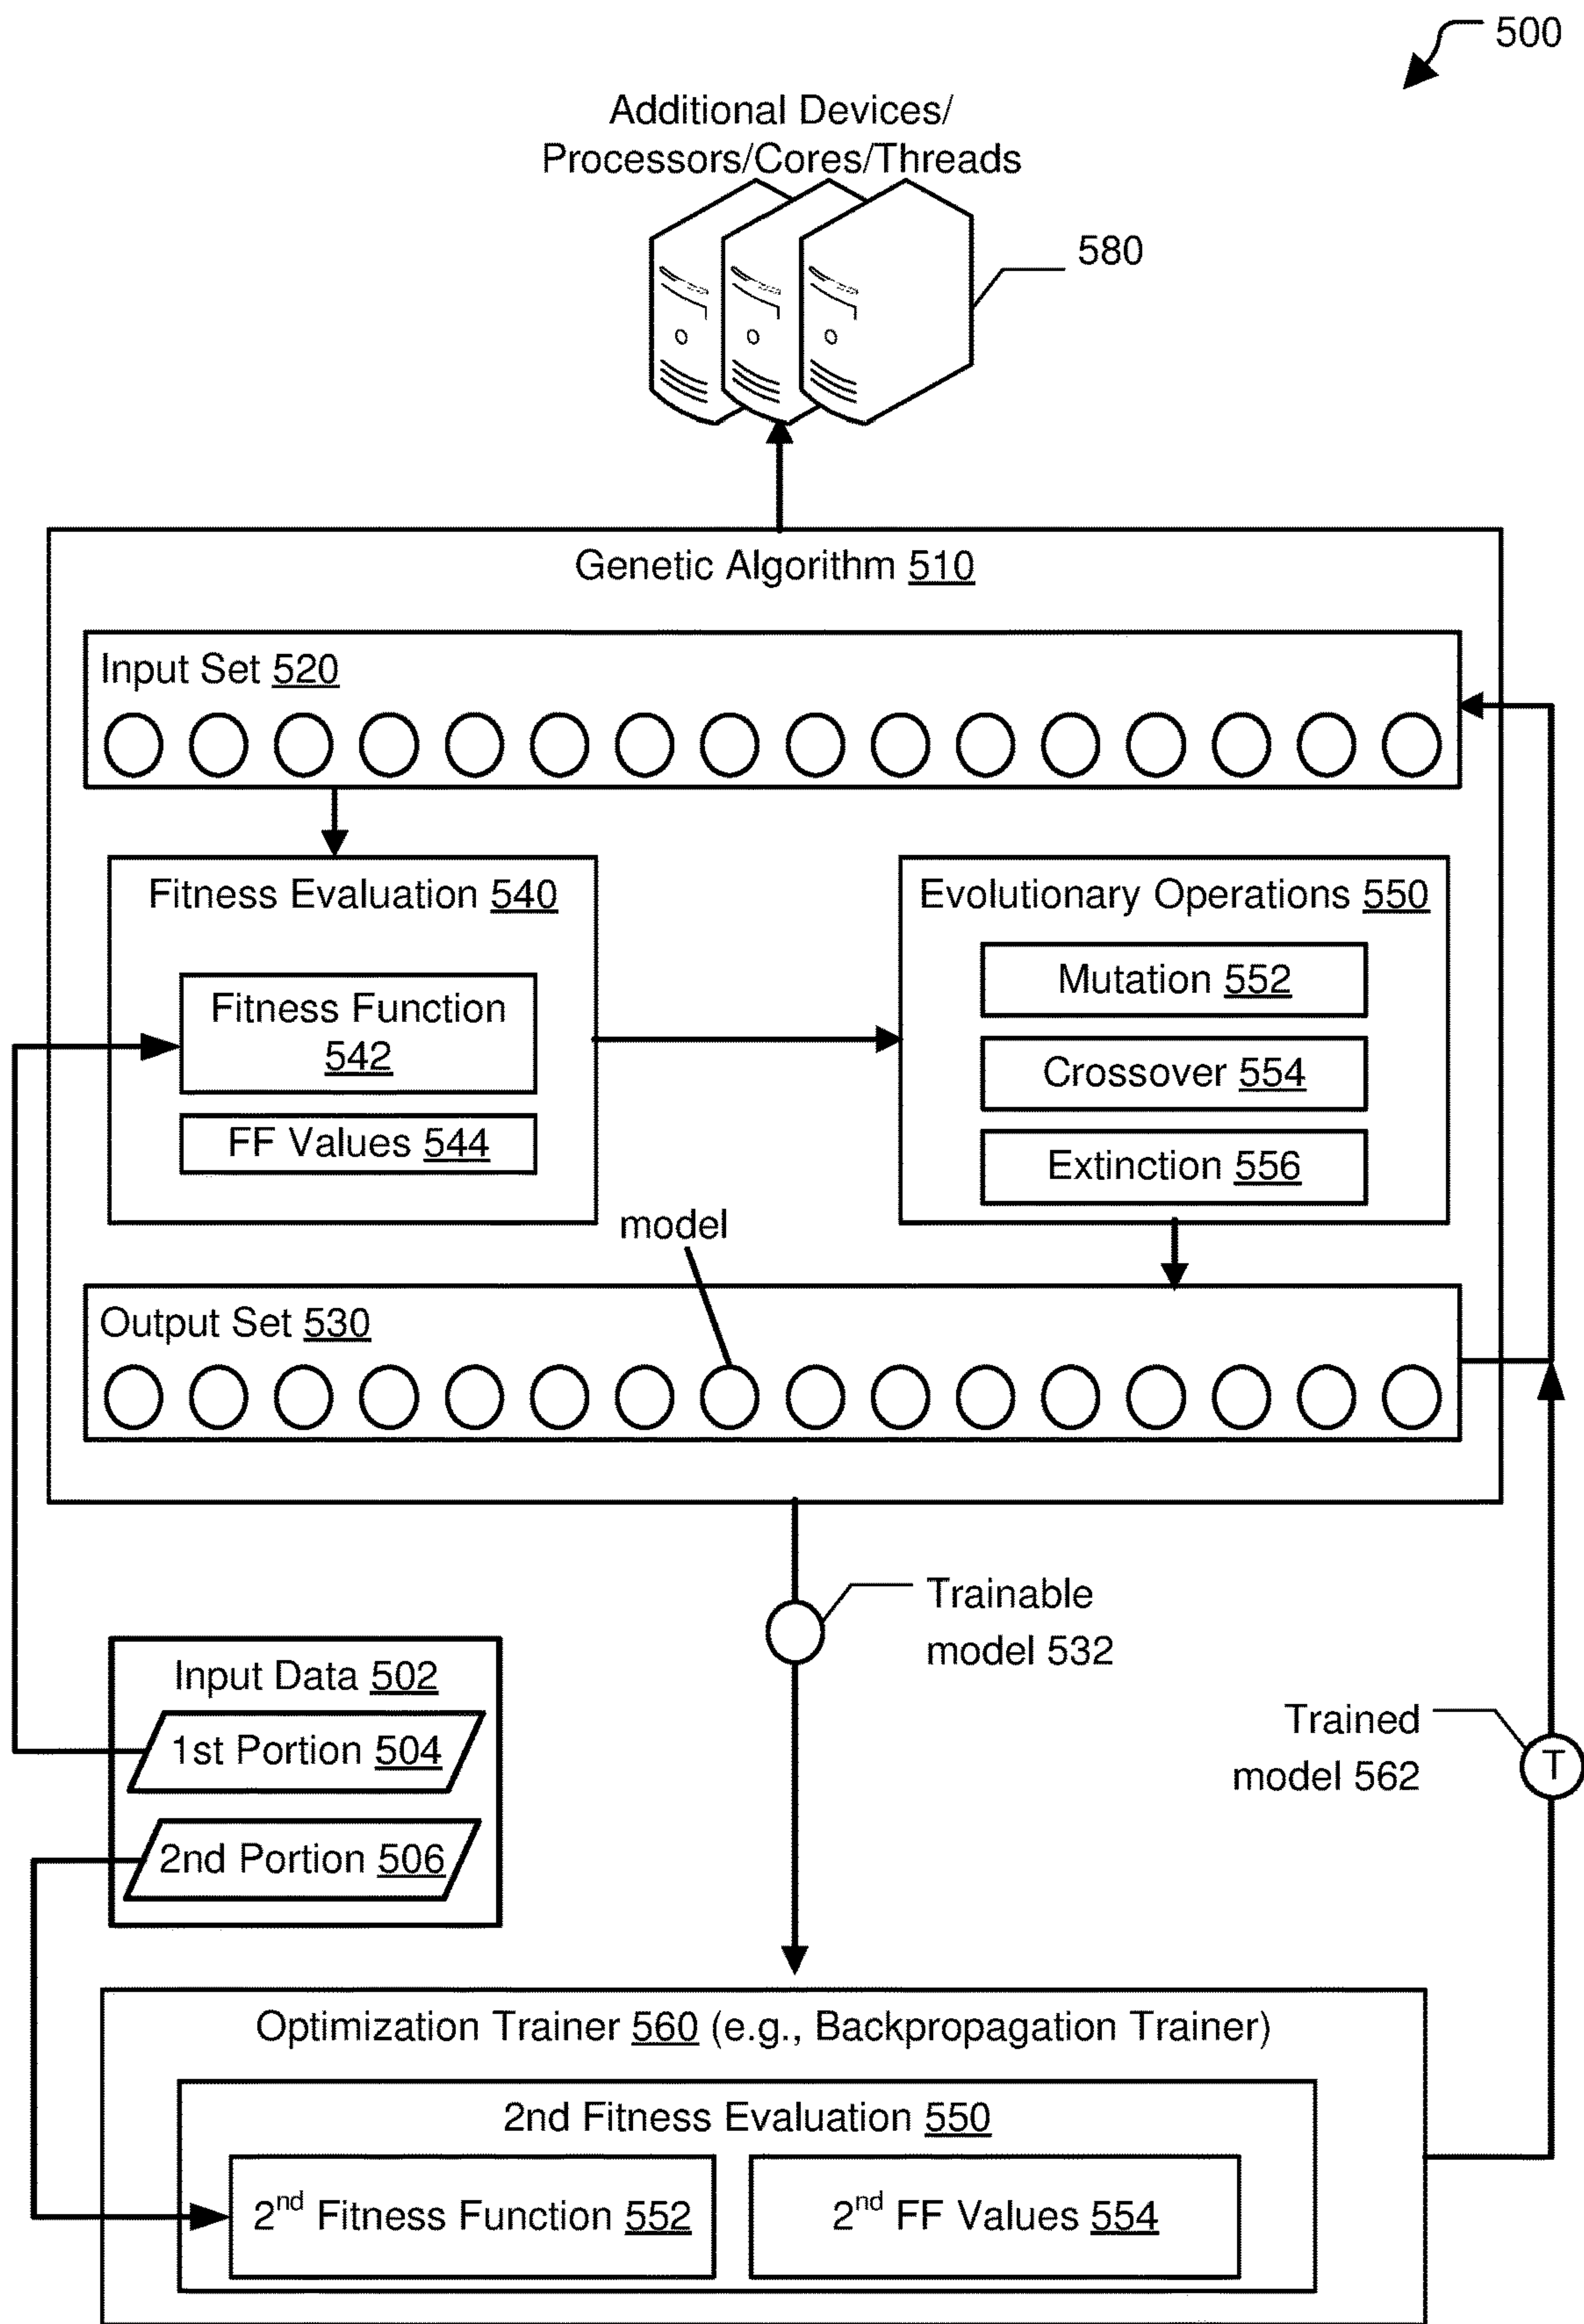 500
Additional Devices/
Processors/Cores/Threads
580
Genetic Algorithm 510
Input Set 520
Fitness Evaluation 540
Fitness Function
542
FF Values 544
Evolutionary Operations 550
Mutation 552
Crossover 554
Extinction 556
model
Output Set 530
Trainable
model 532
Input Data 502
1st Portion 504
2nd Portion 506
Trained
model 562
T
Optimization Trainer 560 (e.g., Backpropagation Trainer)
2nd Fitness Evaluation 550
2nd Fitness Function 552
2nd FF Values 554